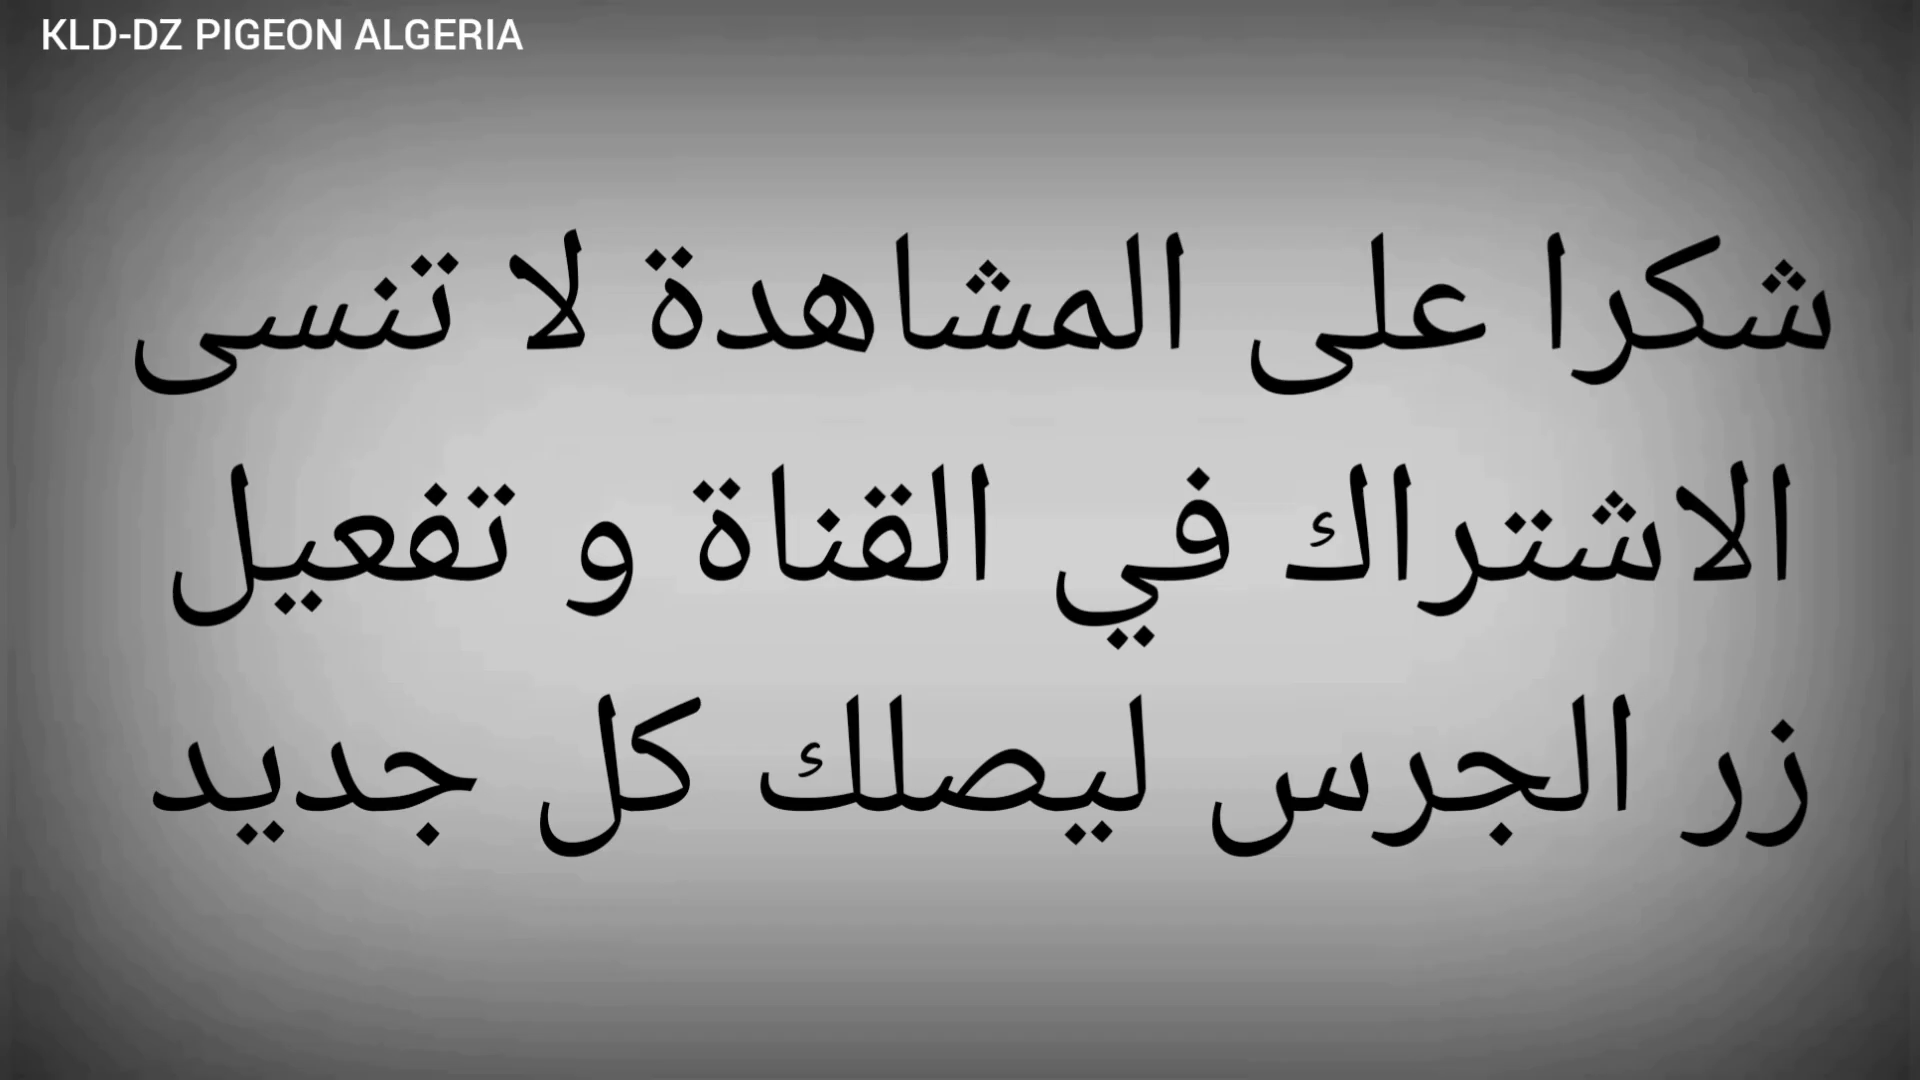 KLD-DZ PIGEON ALGERIA
شكرا على المشاهدة لا تنسى
الاشتراك في القناة و تفعيل
زر الجرس ليصلك كل جديد